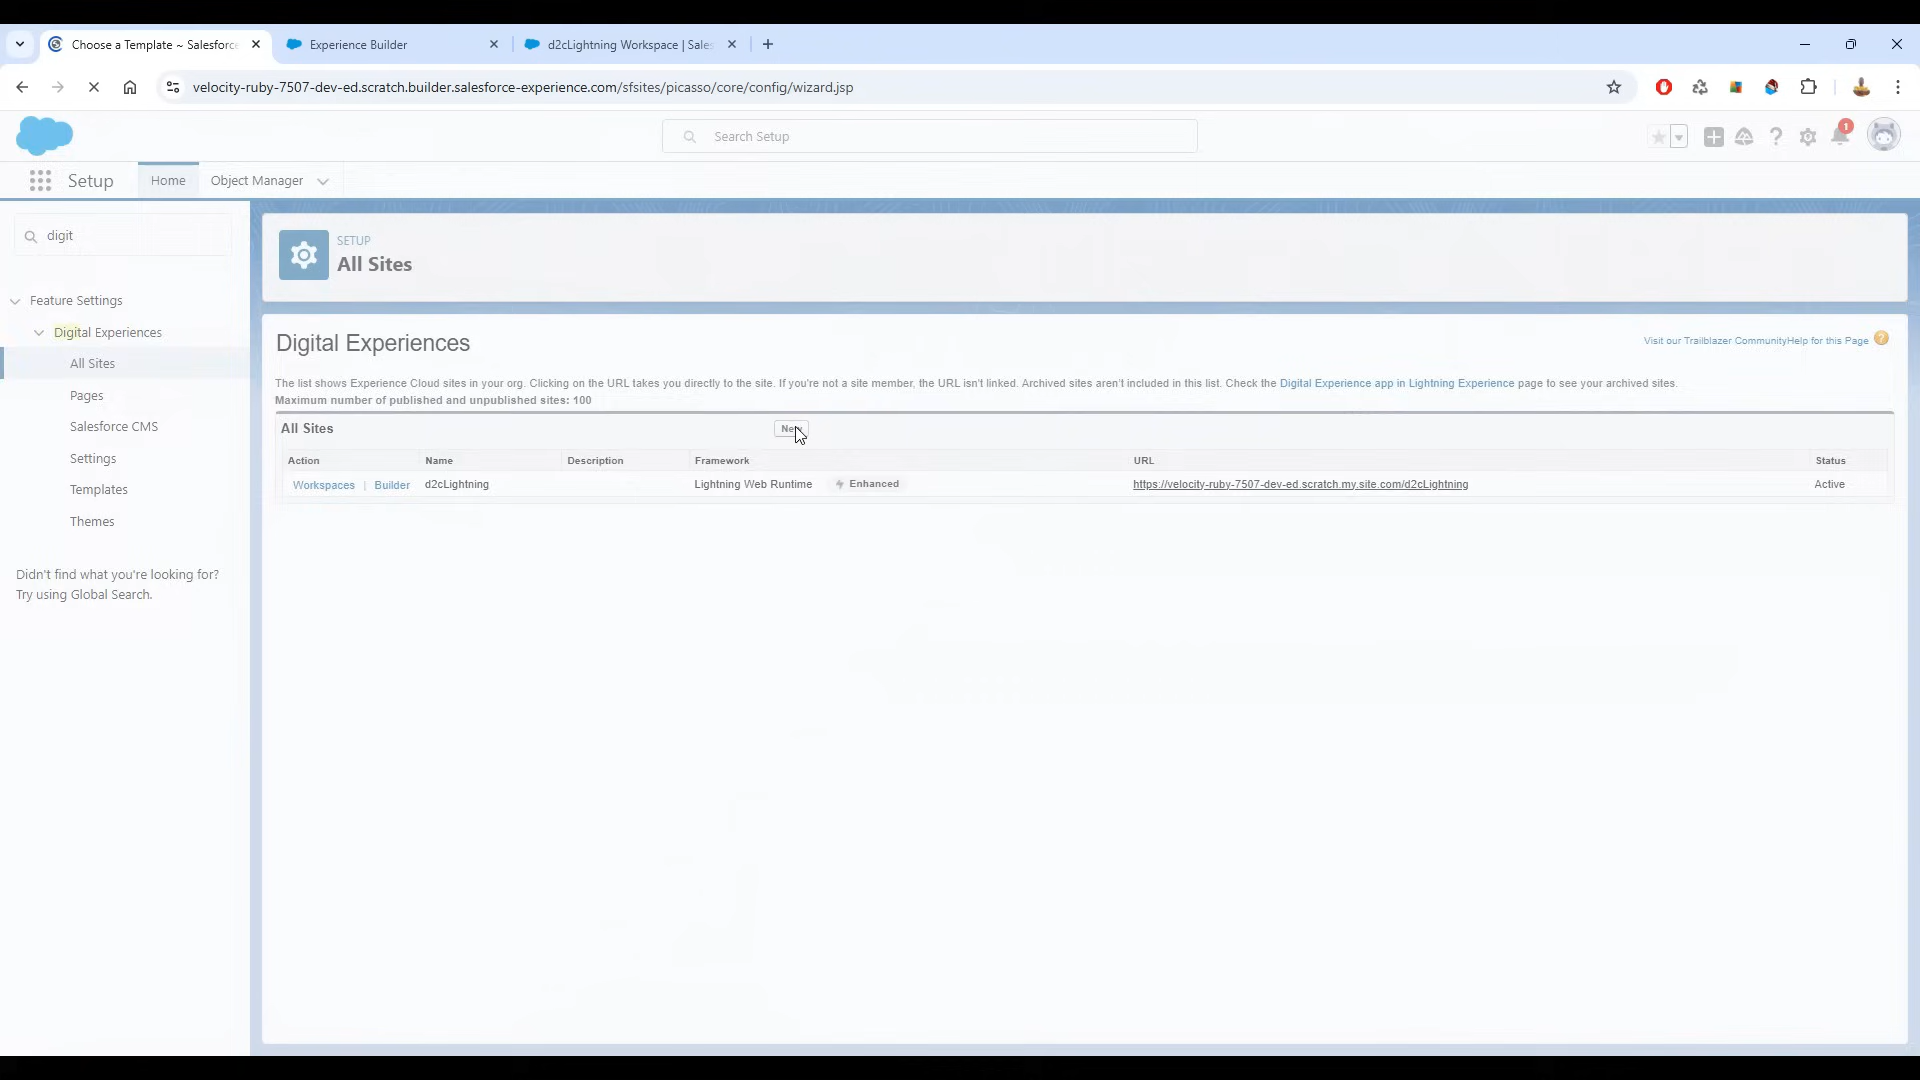 Choose a Template ~ Salesforce
Experience Builder
d2cLightning Workspace | Sales
velocity-ruby-7507-dev-ed.scratch.builder.salesforce-experience.com/sfsites/picasso/core/config/wizard.jsp
Search Setup
1
Setup
Home
Object Manager
digit
SETUP
All Sites
Feature Settings
Digital Experiences
All Sites
Pages
Salesforce CMS
Settings
Templates
Themes
Didn't find what you're looking for?
Try using Global Search.
Digital Experiences
Visit our Trailblazer Community Help for this Page ?
The list shows Experience Cloud sites in your org. Clicking on the URL takes you directly to the site. If you're not a site member, the URL isn't linked. Archived sites aren't included in this list. Check the Digital Experience app in Lightning Experience page to see your archived sites.
Maximum number of published and unpublished sites: 100
All Sites
New
Action Name Description Framework URL Status
Workspaces | Builder d2cLightning Lightning Web Runtime Enhanced https://velocity-ruby-7507-dev-ed.scratch.my.site.com/d2cLightning Active